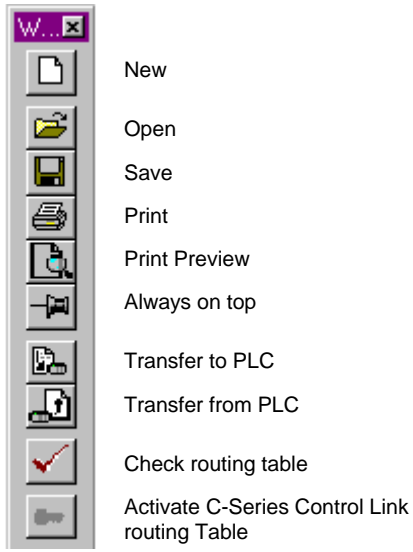 W...
New
Open
Save
Print
Print Preview
Always on top
Transfer to PLC
Transfer from PLC
Check routing table
Activate C-Series Control Link
routing Table